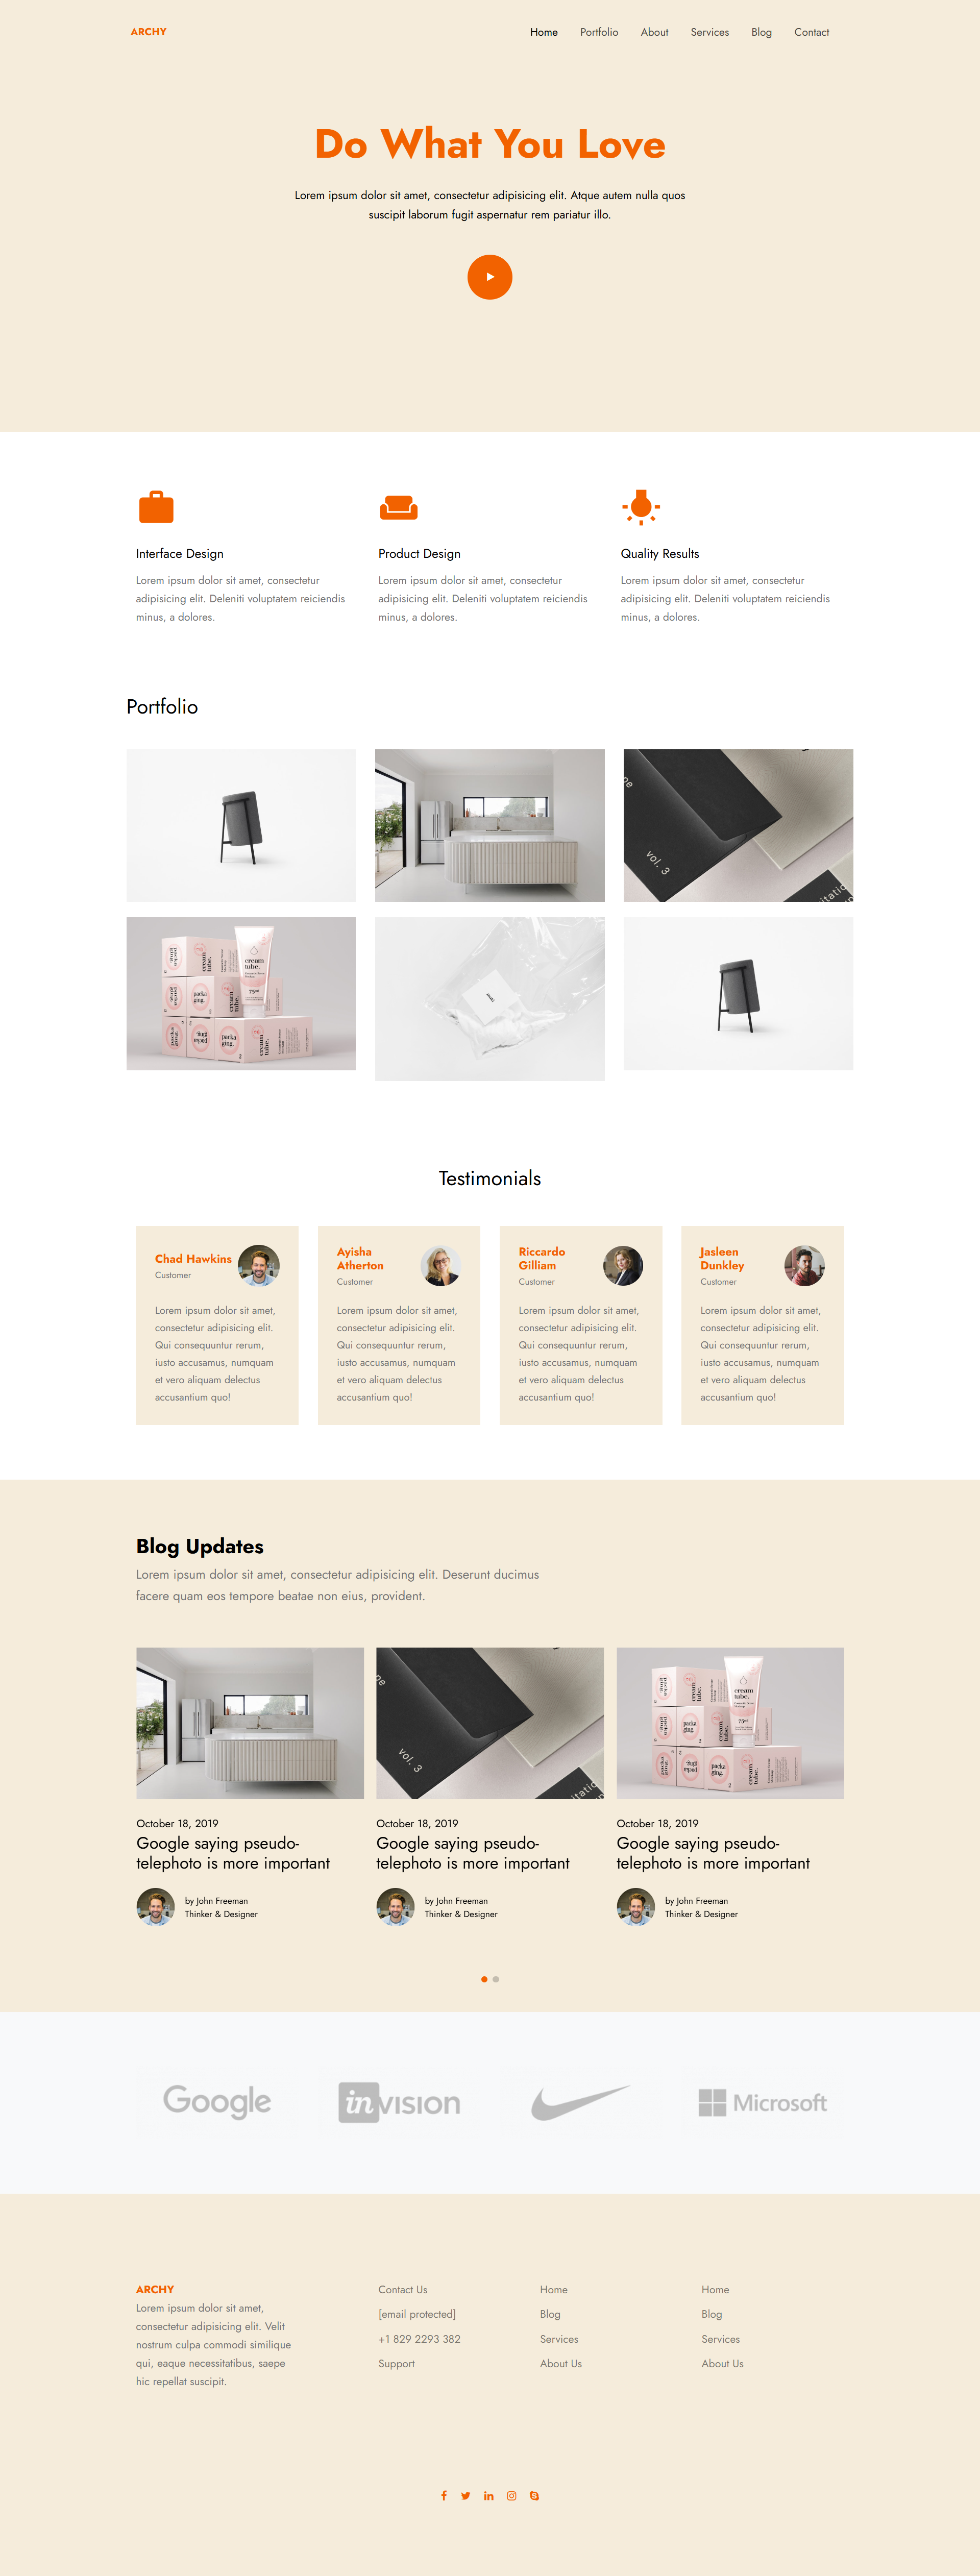 ARCHY
Home Portfolio About Services Blog Contact
Do What You Love
Lorem ipsum dolor sit amet, consectetur adipisicing elit. Atque autem nulla quos
suscipit laborum fugit aspernatur rem pariatur illo.
Interface Design
Lorem ipsum dolor sit amet, consectetur
adipisicing elit. Deleniti voluptatem reiciendis
minus, a dolores.
Product Design
Lorem ipsum dolor sit amet, consectetur
adipisicing elit. Deleniti voluptatem reiciendis
minus, a dolores.
Quality Results
Lorem ipsum dolor sit amet, consectetur
adipisicing elit. Deleniti voluptatem reiciendis
minus, a dolores.
Portfolio
vol. 3
cream
tube.
75
packa
ging.
Testimonials
Chad Hawkins
Customer
Lorem ipsum dolor sit amet,
consectetur adipisicing elit.
Qui consequuntur rerum,
iusto accusamus, numquam
et vero aliquam delectus
accusantium quo!
Ayisha
Atherton
Customer
Lorem ipsum dolor sit amet,
consectetur adipisicing elit.
Qui consequuntur rerum,
iusto accusamus, numquam
et vero aliquam delectus
accusantium quo!
Riccardo
Gilliam
Customer
Lorem ipsum dolor sit amet,
consectetur adipisicing elit.
Qui consequuntur rerum,
iusto accusamus, numquam
et vero aliquam delectus
accusantium quo!
Jasleen
Dunkley
Customer
Lorem ipsum dolor sit amet,
consectetur adipisicing elit.
Qui consequuntur rerum,
iusto accusamus, numquam
et vero aliquam delectus
accusantium quo!
Blog Updates
Lorem ipsum dolor sit amet, consectetur adipisicing elit. Deserunt ducimus
facere quam eos tempore beatae non eius, provident.
vol. 3
cream
tube.
75
packa
ging.
October 18, 2019
Google saying pseudo-
telephoto is more important
by John Freeman
Thinker & Designer
October 18, 2019
Google saying pseudo-
telephoto is more important
by John Freeman
Thinker & Designer
October 18, 2019
Google saying pseudo-
telephoto is more important
by John Freeman
Thinker & Designer
Google
invision
Microsoft
ARCHY
Lorem ipsum dolor sit amet,
consectetur adipisicing elit. Velit
nostrum culpa commodi similique
qui, eaque necessitatibus, saepe
hic repellat suscipit.
Contact Us
[email protected]
+1 829 2293 382
Support
Home
Blog
Services
About Us
Home
Blog
Services
About Us